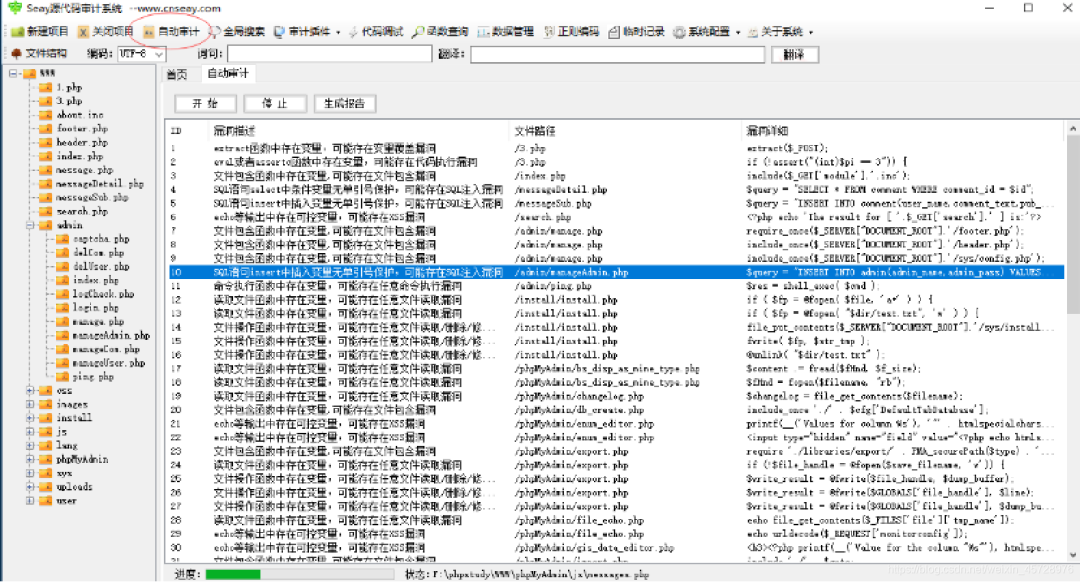 Seay源代码审计系统 --www.cnseay.com
新建项目 关闭项目 自动审计 全局搜索 审计插件 代码调试 函数查询 数据管理 正则编码 临时记录 系统配置 关于系统
文件结构 编码: UTF-8 词句: 翻译: 翻译
首页 自动审计
开 始 停 止 生成报告
WWW
1.php
3.php
about.inc
footer.php
header.php
index.php
message.php
messageDetail.php
messageSub.php
search.php
admin
captcha.php
delCom.php
delUser.php
index.php
logCheck.php
login.php
manage.php
manageAdmin.php
manageCom.php
manageUser.php
ping.php
css
images
install
js
lang
phpMyAdmin
sys
uploads
user
ID 漏洞描述 文件路径 漏洞详细
1 extract函数中存在变量,可能存在变量覆盖漏洞 /3.php extract($_POST);
2 eval或者assertc函数中存在变量,可能存在代码执行漏洞 /3.php if (!assert("(int)$pi == 3")) {
3 文件包含函数中存在变量,可能存在文件包含漏洞 /index.php include($_GET['module'].'.inc');
4 SQL语句select中条件变量无单引号保护,可能存在SQL注入漏洞 /messageDetail.php $query = "SELECT * FROM comment WHERE comment_id = $id";
5 SQL语句insert中插入变量无单引号保护,可能存在SQL注入漏洞 /messageSub.php $query = "INSERT INTO comment(user_name,comment_text,pub_...
6 echo等输出中存在可控变量,可能存在XSS漏洞 /search.php <?php echo 'The result for [ '.$_GET['search'].' ] is:'?>
7 文件包含函数中存在变量,可能存在文件包含漏洞 /admin/manage.php require_once($_SERVER["DOCUMENT_ROOT"].'/footer.php');
8 文件包含函数中存在变量,可能存在文件包含漏洞 /admin/manage.php include_once($_SERVER["DOCUMENT_ROOT"].'/header.php');
9 文件包含函数中存在变量,可能存在文件包含漏洞 /admin/manage.php include_once($_SERVER["DOCUMENT_ROOT"].'/sys/config.php');
10 SQL语句insert中插入变量无单引号保护,可能存在SQL注入漏洞 /admin/manageAdmin.php $query = "INSERT INTO admin(admin_name,admin_pass) VALUES...
11 命令执行函数中存在变量,可能存在任意命令执行漏洞 /admin/ping.php $res = shell_exec( $cmd );
12 读取文件函数中存在变量,可能存在任意文件读取漏洞 /install/install.php if ( $fp = @fopen( $file, 'a+' ) ) {
13 读取文件函数中存在变量,可能存在任意文件读取漏洞 /install/install.php if ( $fp = @fopen( "$dir/test.txt", 'w' ) ) {
14 文件操作函数中存在变量,可能存在任意文件读取/删除/修... /install/install.php file_put_contents($_SERVER["DOCUMENT_ROOT"].'/sys/install...
15 文件操作函数中存在变量,可能存在任意文件读取/删除/修... /install/install.php fwrite( $fp, $str_tmp );
16 文件操作函数中存在变量,可能存在任意文件读取/删除/修... /install/install.php @unlink( "$dir/test.txt" );
17 读取文件函数中存在变量,可能存在任意文件读取漏洞 /phpMyAdmin/bs_disp_as_mime_type.php $content .= fread($fHnd, $f_size);
18 读取文件函数中存在变量,可能存在任意文件读取漏洞 /phpMyAdmin/bs_disp_as_mime_type.php $fHnd = fopen($filename, "rb");
19 读取文件函数中存在变量,可能存在任意文件读取漏洞 /phpMyAdmin/changelog.php $changelog = file_get_contents($filename);
20 文件包含函数中存在变量,可能存在文件包含漏洞 /phpMyAdmin/db_create.php include_once './' . $cfg['DefaultTabDatabase'];
21 echo等输出中存在可控变量,可能存在XSS漏洞 /phpMyAdmin/enum_editor.php printf(__('Values for column %s'), '"' . htmlspecialchars...
22 echo等输出中存在可控变量,可能存在XSS漏洞 /phpMyAdmin/enum_editor.php <input type="hidden" name="field" value="<?php echo htmls...
23 文件包含函数中存在变量,可能存在文件包含漏洞 /phpMyAdmin/export.php require './libraries/export/' . PMA_securePath($type) . '...
24 读取文件函数中存在变量,可能存在任意文件读取漏洞 /phpMyAdmin/export.php if (!$file_handle = @fopen($save_filename, 'w')) {
25 文件操作函数中存在变量,可能存在任意文件读取/删除/修... /phpMyAdmin/export.php $write_result = @fwrite($file_handle, $dump_buffer);
26 文件操作函数中存在变量,可能存在任意文件读取/删除/修... /phpMyAdmin/export.php $write_result = @fwrite($GLOBALS['file_handle'], $line);
27 文件操作函数中存在变量,可能存在任意文件读取/删除/修... /phpMyAdmin/export.php $write_result = @fwrite($GLOBALS['file_handle'], $dump_bu...
28 读取文件函数中存在变量,可能存在任意文件读取漏洞 /phpMyAdmin/file_echo.php echo file_get_contents($_FILES['file']['tmp_name']);
29 echo等输出中存在可控变量,可能存在XSS漏洞 /phpMyAdmin/file_echo.php echo urldecode($_REQUEST['monitorconfig']);
30 echo等输出中存在可控变量,可能存在XSS漏洞 /phpMyAdmin/gis_data_editor.php <h3><?php printf(__('Value for the column "%s"'), htmlspe...
进度: 状态: F:\phpstudy\WWW\phpMyAdmin\js\messages.php